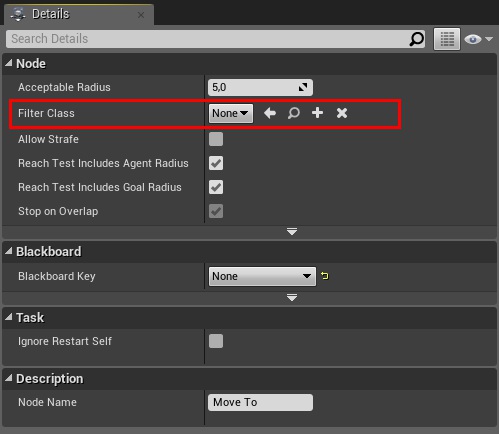 Details
Search Details
Node
Acceptable Radius 5,0
Filter Class None
Allow Strafe
Reach Test Includes Agent Radius
Reach Test Includes Goal Radius
Stop on Overlap
Blackboard
Blackboard Key None
Task
Ignore Restart Self
Description
Node Name Move To